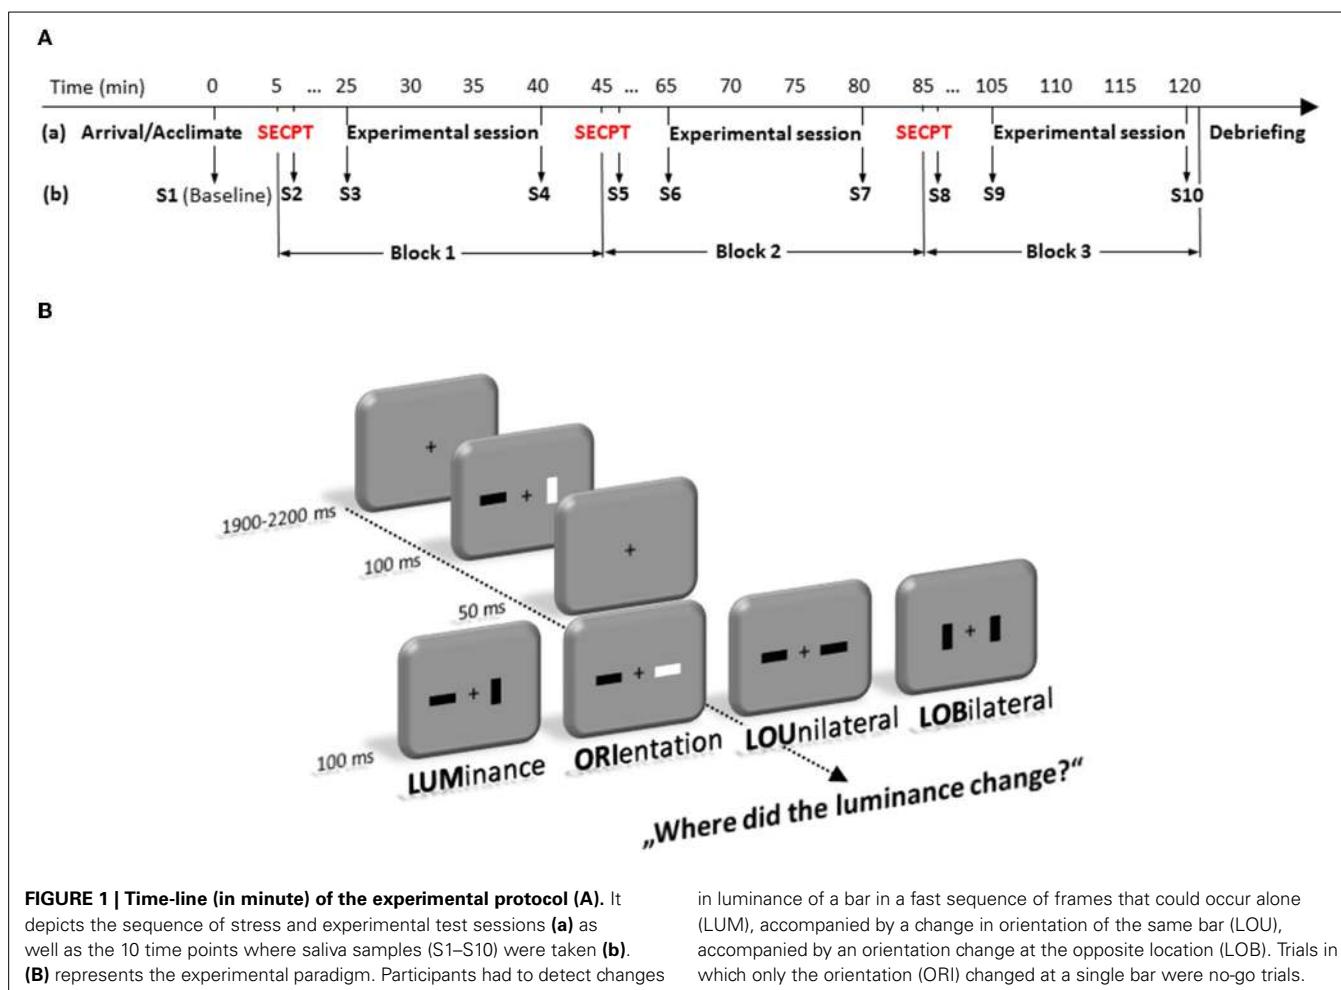 A
Time (min) 0 5 ... 25 30 35 40 45 ... 65 70 75 80 85 ... 105 110 115 120
(a) Arrival/Acclimate SECPT Experimental session SECPT Experimental session SECPT Experimental session Debriefing
(b) S1 (Baseline) S2 S3 S4 S5 S6 S7 S8 S9 S10
Block 1 Block 2 Block 3
B
1900-2200 ms
100 ms
50 ms
100 ms
LUMinance
ORIentation
LOUnilateral
LOBilateral
„Where did the luminance change?“
FIGURE 1 | Time-line (in minute) of the experimental protocol (A). It
depicts the sequence of stress and experimental test sessions (a) as
well as the 10 time points where saliva samples (S1–S10) were taken (b).
(B) represents the experimental paradigm. Participants had to detect changes
in luminance of a bar in a fast sequence of frames that could occur alone
(LUM), accompanied by a change in orientation of the same bar (LOU),
accompanied by an orientation change at the opposite location (LOB). Trials in
which only the orientation (ORI) changed at a single bar were no-go trials.